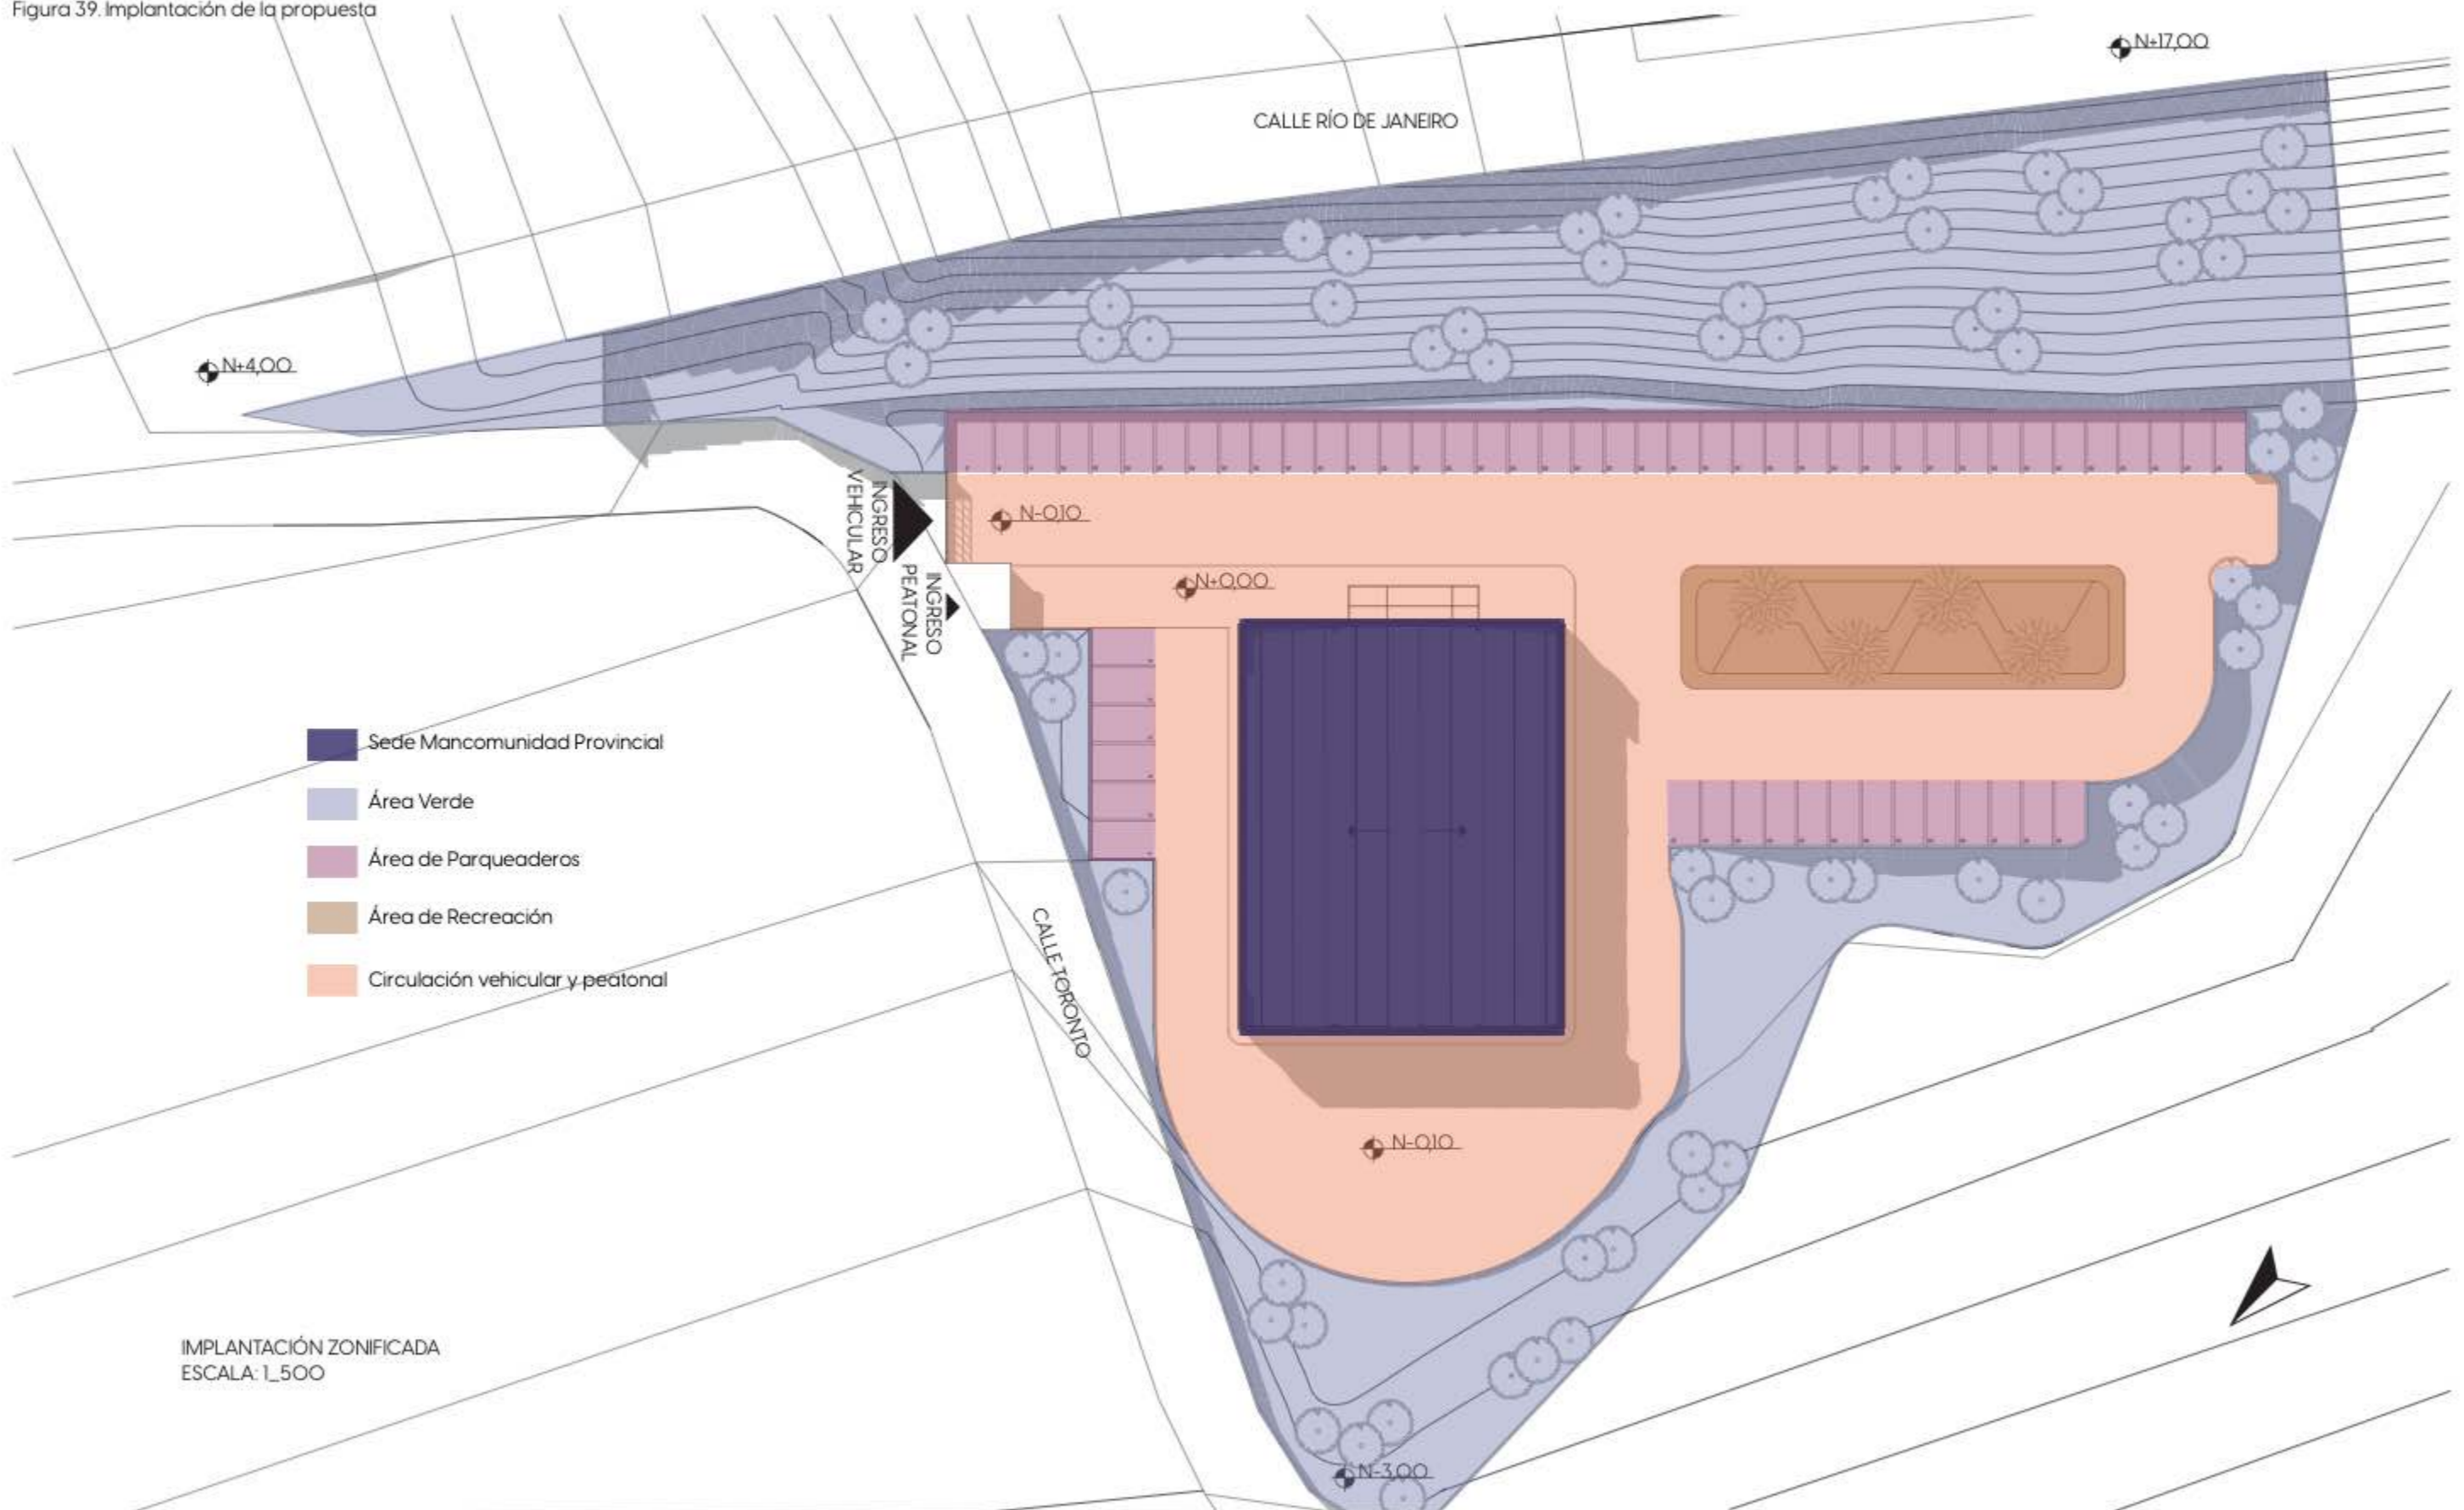 Figura 39. Implantación de la propuesta
N+17,00
CALLE RÍO DE JANEIRO
N+4,00
INGRESO
VEHICULAR
N-0,10
INGRESO
PEATONAL
N+0,00
Sede Mancomunidad Provincial
Área Verde
Área de Parqueaderos
Área de Recreación
Circulación vehicular y peatonal
CALLE TORONTO
N-0,10
IMPLANTACIÓN ZONIFICADA
ESCALA: 1_500
N-3,00